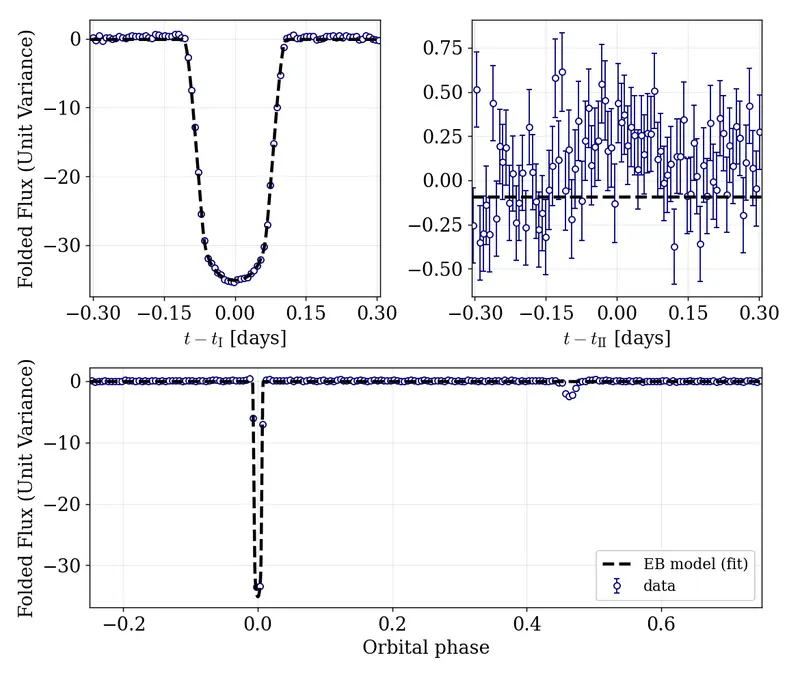 Folded Flux (Unit Variance)
0
−10
−20
−30
−0.30 −0.15 0.00 0.15 0.30
t − tI [days]
0.75
0.50
0.25
0.00
−0.25
−0.50
−0.30 −0.15 0.00 0.15 0.30
t − tII [days]
Folded Flux (Unit Variance)
0
−10
−20
−30
EB model (fit)
data
−0.2 0.0 0.2 0.4 0.6
Orbital phase